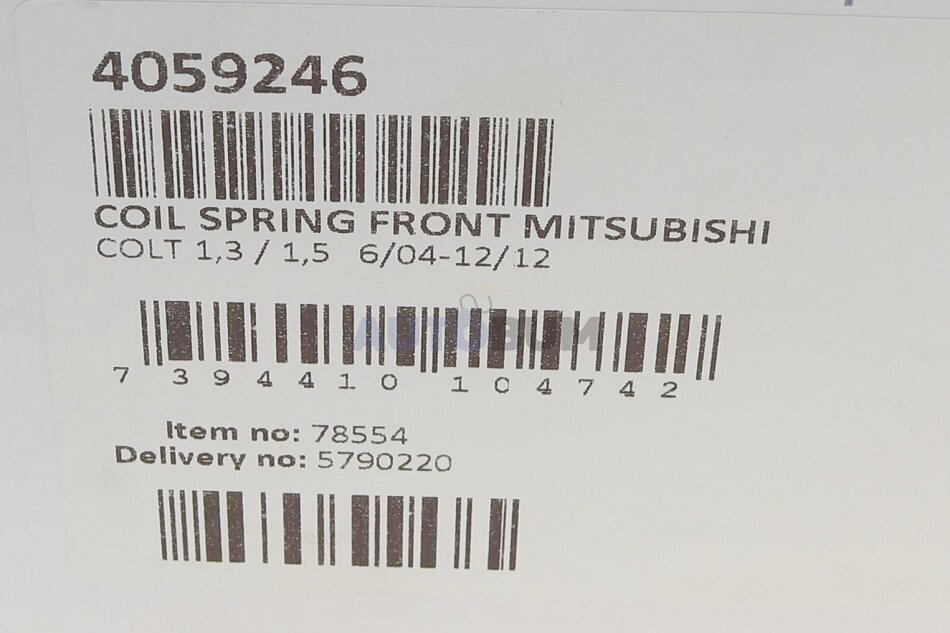 4059246
COIL SPRING FRONT MITSUBISHI
COLT 1,3 / 1,5 6/04-12/12
AUTOBUM
7 394410 104742
Item no: 78554
Delivery no: 5790220